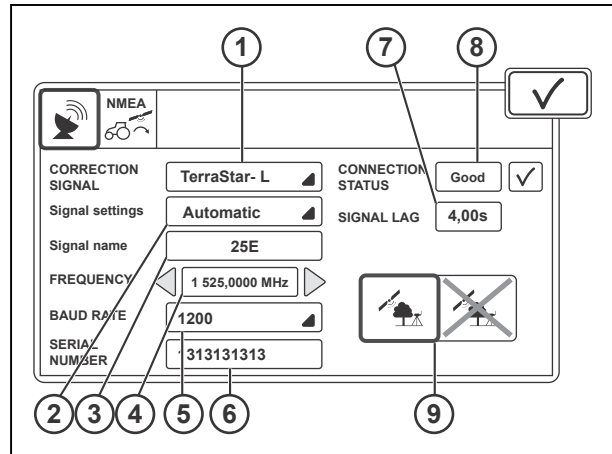 1 7 8
NMEA
CORRECTION SIGNAL TerraStar- L CONNECTION STATUS Good
Signal settings Automatic SIGNAL LAG 4,00s
Signal name 25E
FREQUENCY 1 525,0000 MHz
BAUD RATE 1200
SERIAL NUMBER 1313131313
2 3 4 5 6 9